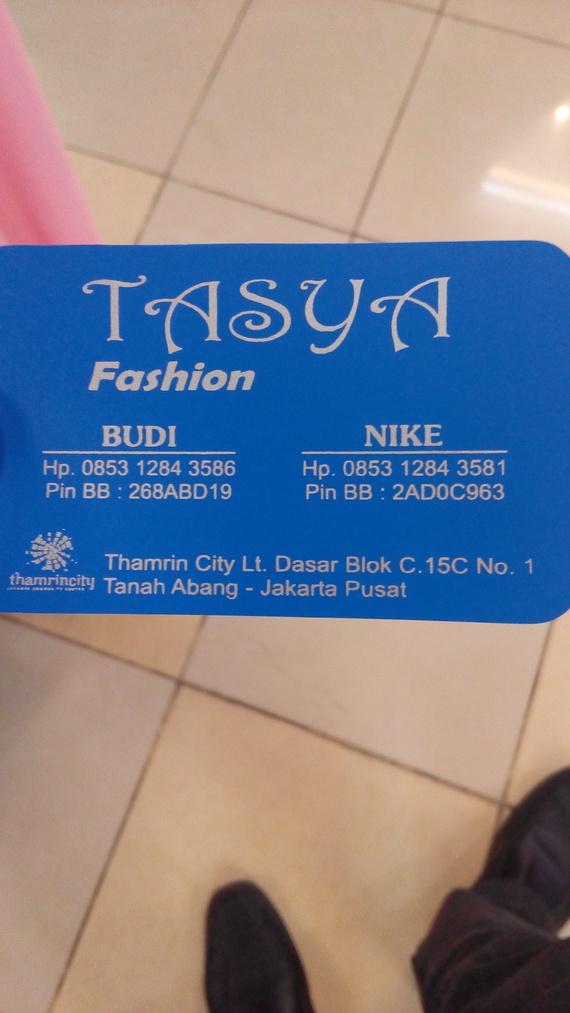 TASYA
Fashion
BUDI
Hp. 0853 1284 3586
Pin BB : 268ABD19
NIKE
Hp. 0853 1284 3581
Pin BB : 2AD0C963
thamrincity
Thamrin City Lt. Dasar Blok C.15C No. 1
Tanah Abang - Jakarta Pusat